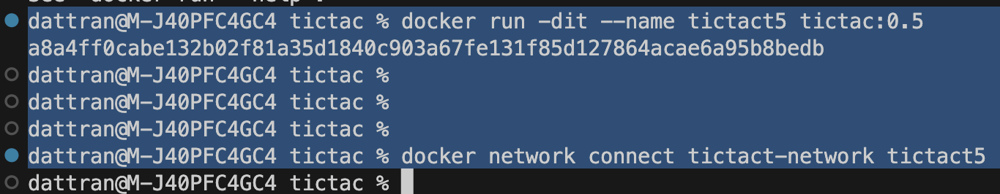 dattran@M-J40PFC4GC4 tictac % docker run -dit --name tictact5 tictac:0.5
a8a4ff0cabe132b02f81a35d1840c903a67fe131f85d127864acae6a95b8bedb
dattran@M-J40PFC4GC4 tictac %
dattran@M-J40PFC4GC4 tictac %
dattran@M-J40PFC4GC4 tictac %
dattran@M-J40PFC4GC4 tictac % docker network connect tictact-network tictact5
dattran@M-J40PFC4GC4 tictac %